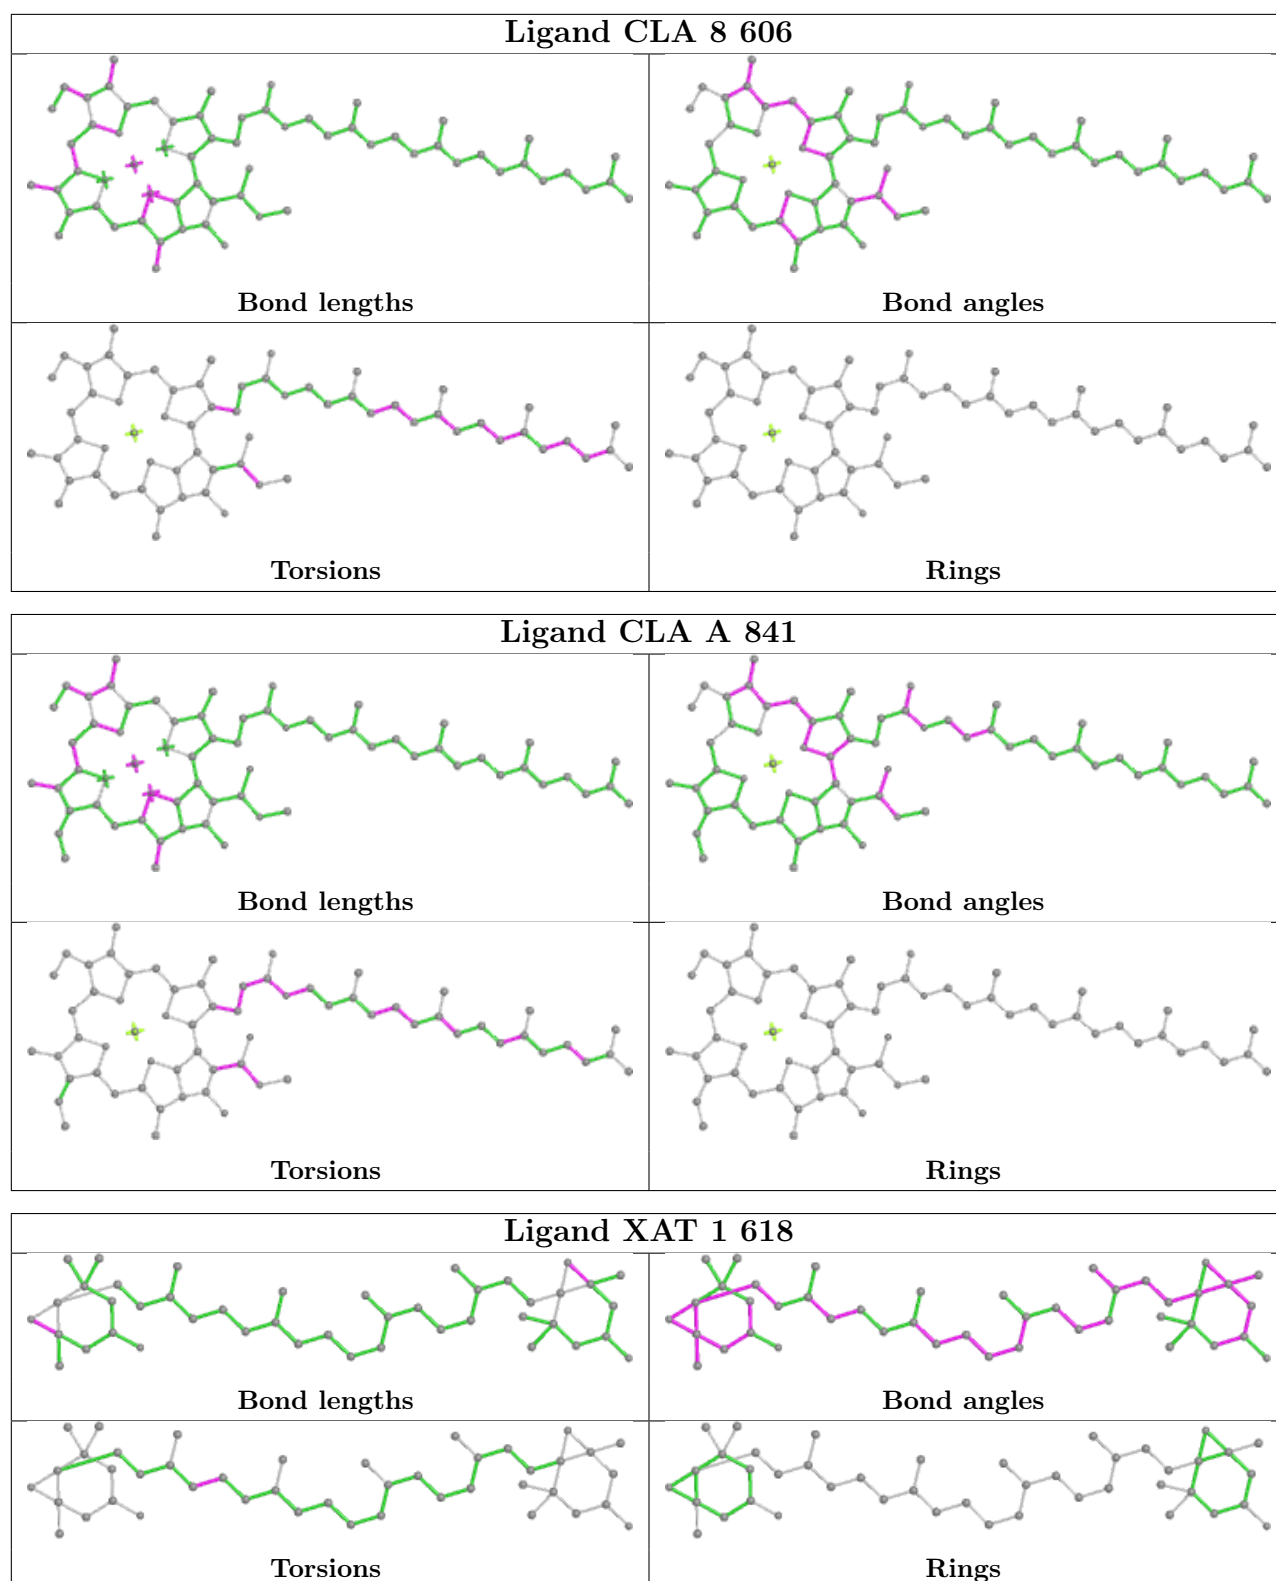 Ligand CLA 8 606
Bond lengths
Bond angles
Torsions
Rings
Ligand CLA A 841
Bond lengths
Bond angles
Torsions
Rings
Ligand XAT 1 618
Bond lengths
Bond angles
Torsions
Rings